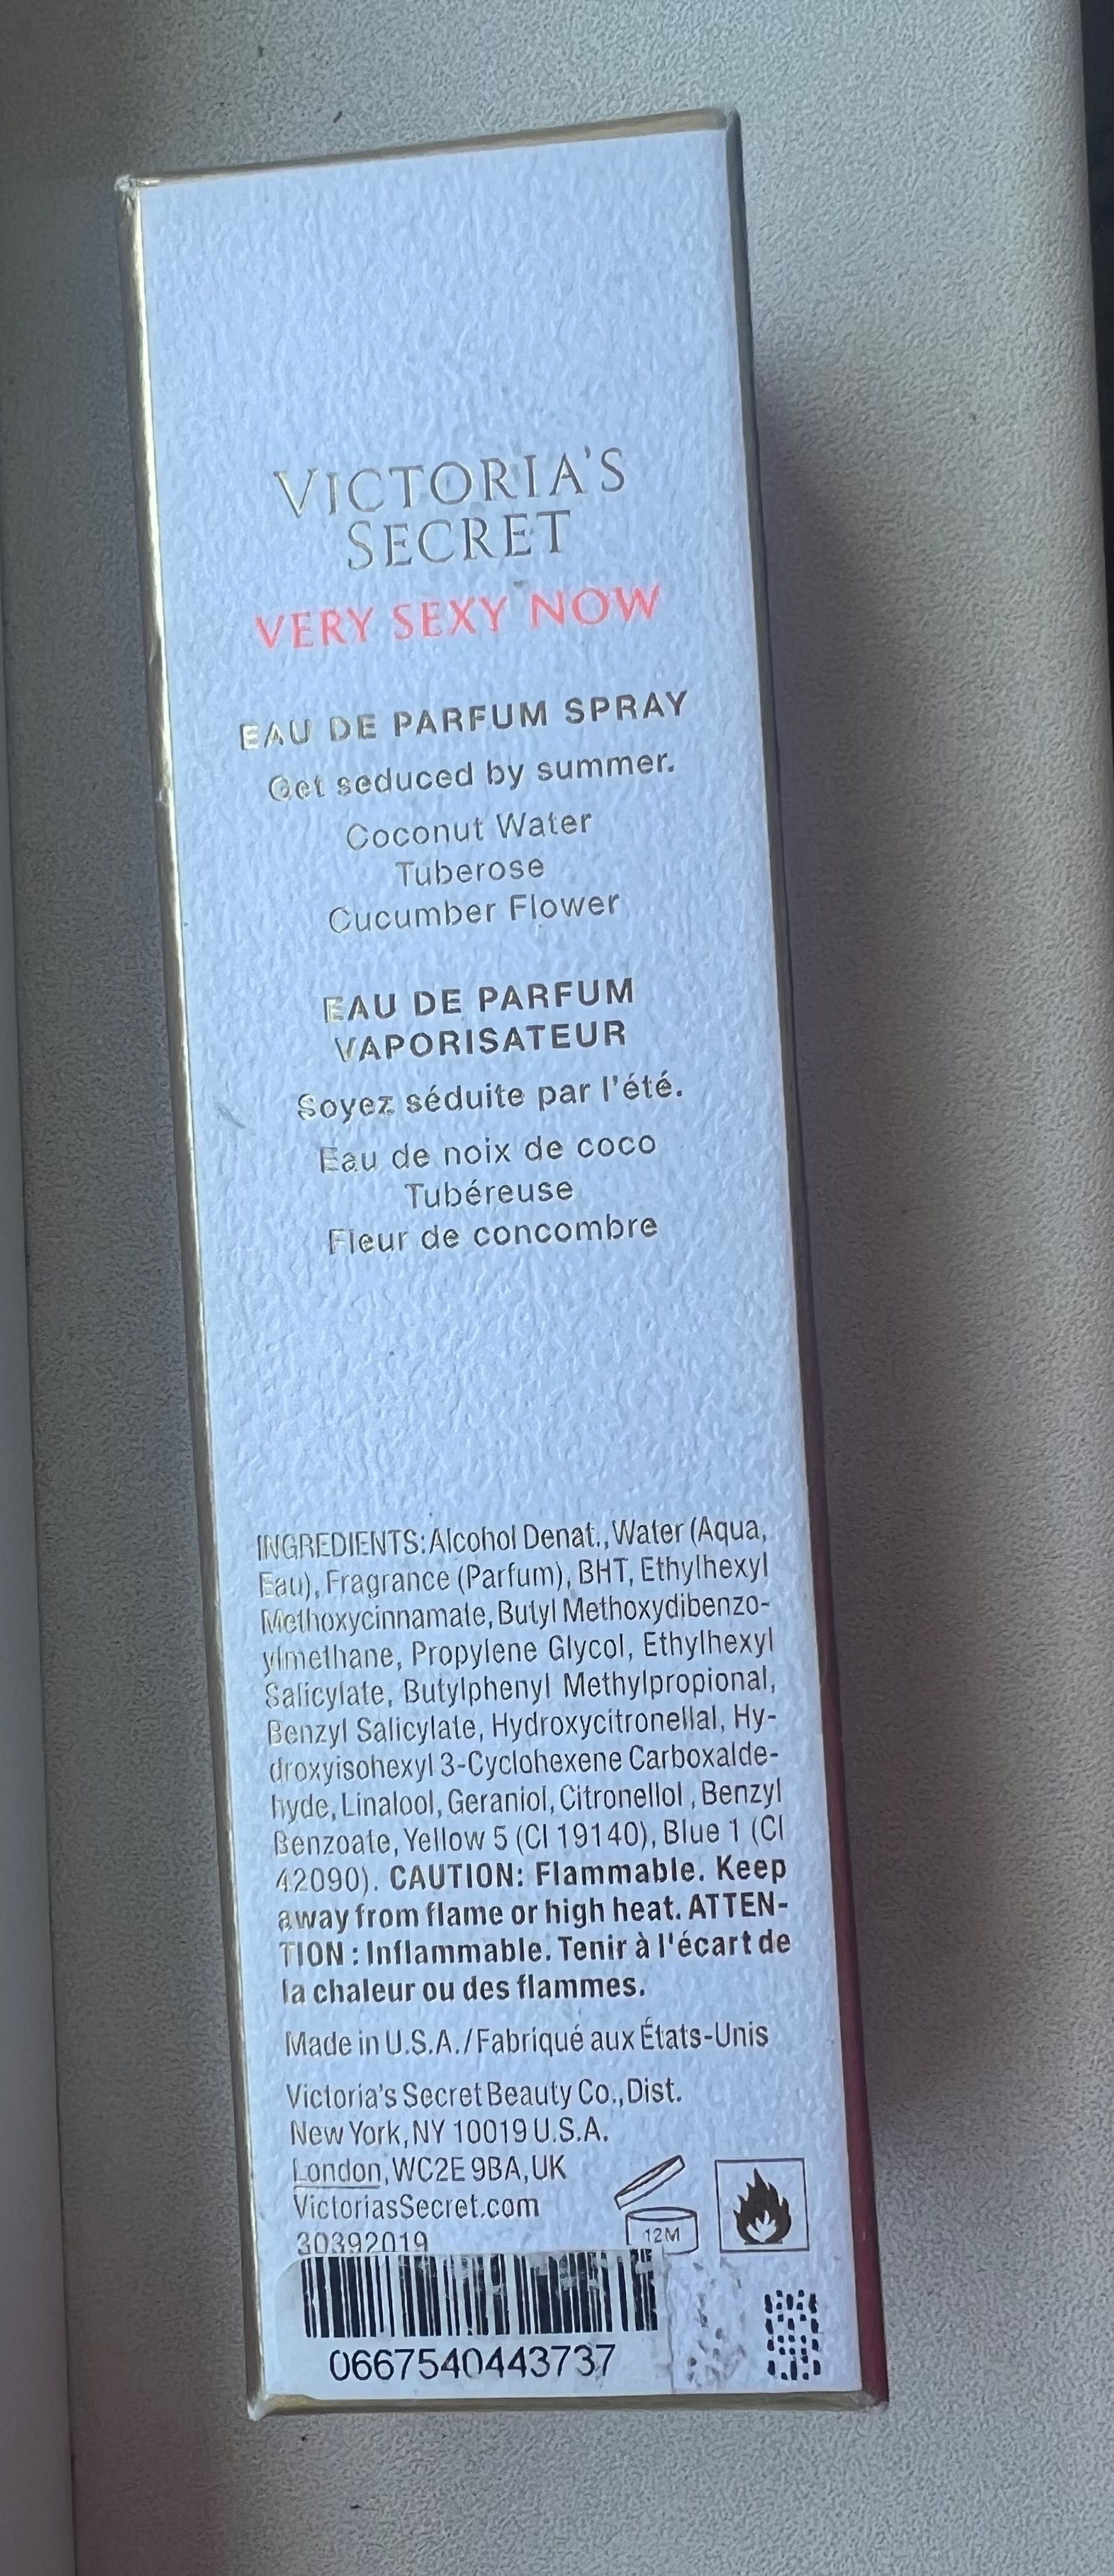 VICTORIA'S
SECRET
VERY SEXY NOW
EAU DE PARFUM SPRAY
Get seduced by summer.
Coconut Water
Tuberose
Cucumber Flower
EAU DE PARFUM
VAPORISATEUR
Soyez séduite par l'été.
Eau de noix de coco
Tubéreuse
Fleur de concombre
INGREDIENTS: Alcohol Denat., Water (Aqua,
Eau), Fragrance (Parfum), BHT, Ethylhexyl
Methoxycinnamate, Butyl Methoxydibenzo-
ylmethane, Propylene Glycol, Ethylhexyl
Salicylate, Butylphenyl Methylpropional,
Benzyl Salicylate, Hydroxycitronellal, Hy-
droxyisohexyl 3-Cyclohexene Carboxalde-
hyde, Linalool, Geraniol, Citronellol , Benzyl
Benzoate, Yellow 5 (CI 19140), Blue 1 (CI
42090). CAUTION: Flammable. Keep
away from flame or high heat. ATTEN-
TION : Inflammable. Tenir à l'écart de
la chaleur ou des flammes.
Made in U.S.A./Fabriqué aux États-Unis
Victoria's Secret Beauty Co., Dist.
New York, NY 10019 U.S.A.
London, WC2E 9BA, UK
VictoriasSecret.com
30392019
12M
0667540443737